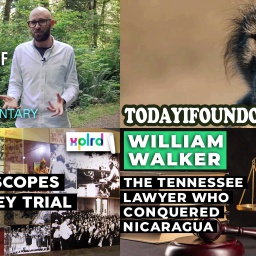 F
NTARY
TODAYIFOUNDO
xplrd
SCOPES
EY TRIAL
WILLIAM
WALKER
THE TENNESSEE
LAWYER WHO
CONQUERED
NICARAGUA